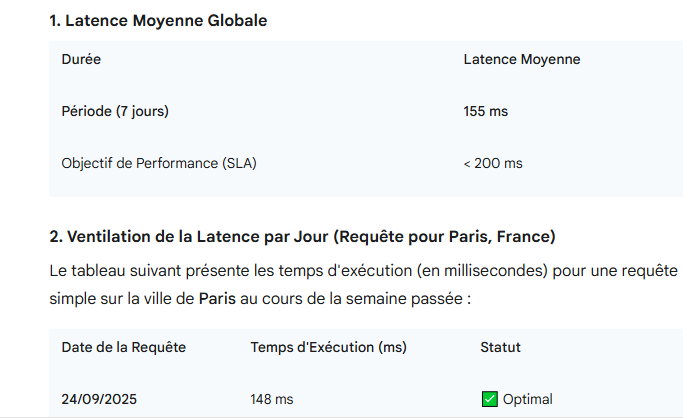 1. Latence Moyenne Globale
Durée Latence Moyenne
Période (7 jours) 155 ms
Objectif de Performance (SLA) < 200 ms
2. Ventilation de la Latence par Jour (Requête pour Paris, France)
Le tableau suivant présente les temps d'exécution (en millisecondes) pour une requête
simple sur la ville de Paris au cours de la semaine passée :
Date de la Requête Temps d'Exécution (ms) Statut
24/09/2025 148 ms ✅ Optimal